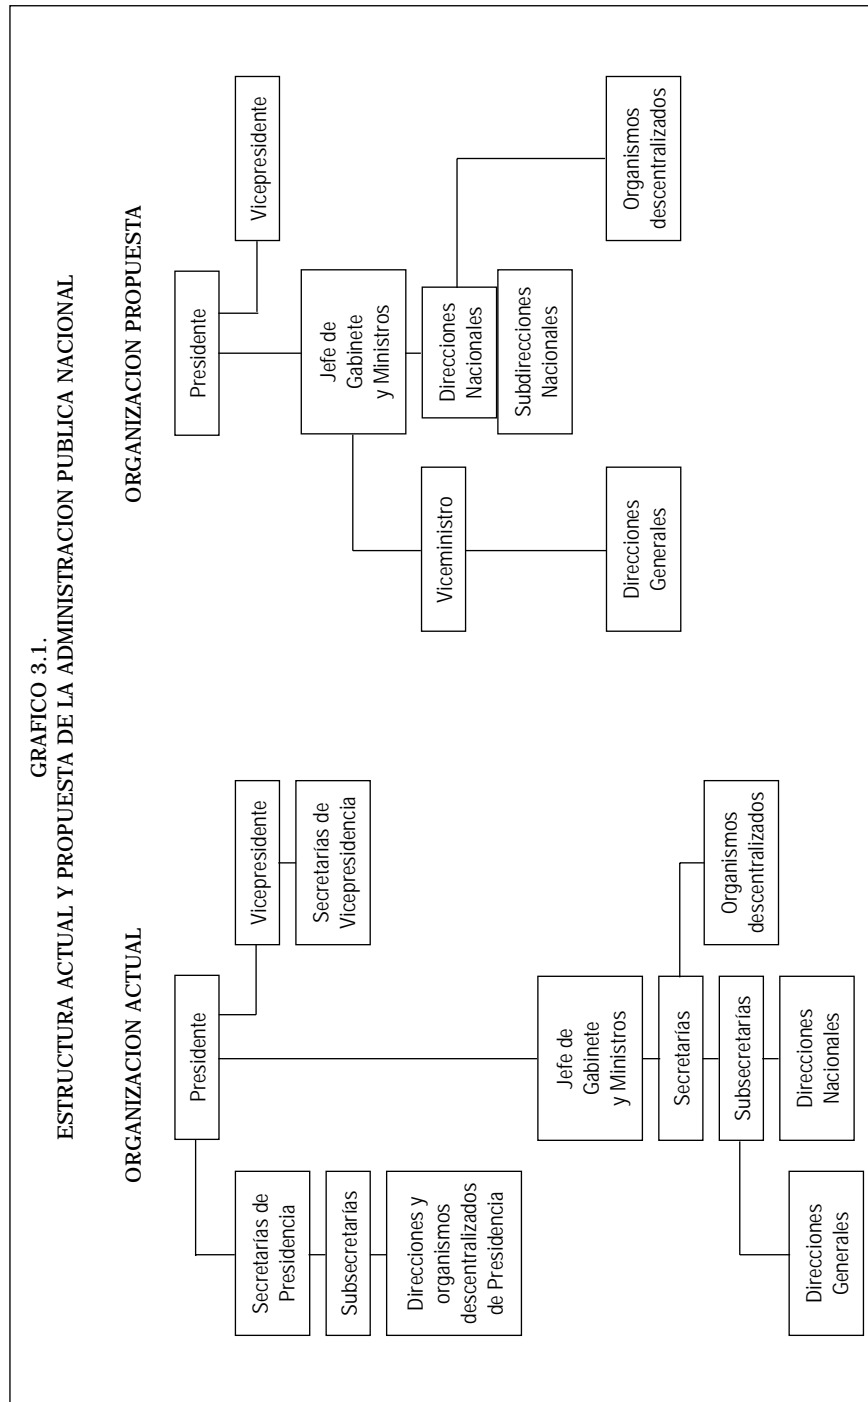 GRAFICO 3.1.
ESTRUCTURA ACTUAL Y PROPUESTA DE LA ADMINISTRACION PUBLICA NACIONAL
ORGANIZACION ACTUAL
Presidente
Secretarías de
Presidencia
Subsecretarías
Direcciones y
organismos
descentralizados
de Presidencia
Vicepresidente
Secretarías de
Vicepresidencia
Jefe de
Gabinete
y Ministros
Secretarías
Organismos
descentralizados
Subsecretarías
Direcciones
Generales
Direcciones
Nacionales
ORGANIZACION PROPUESTA
Presidente
Vicepresidente
Jefe de
Gabinete
y Ministros
Viceministro
Direcciones
Nacionales
Subdirecciones
Nacionales
Direcciones
Generales
Organismos
descentralizados